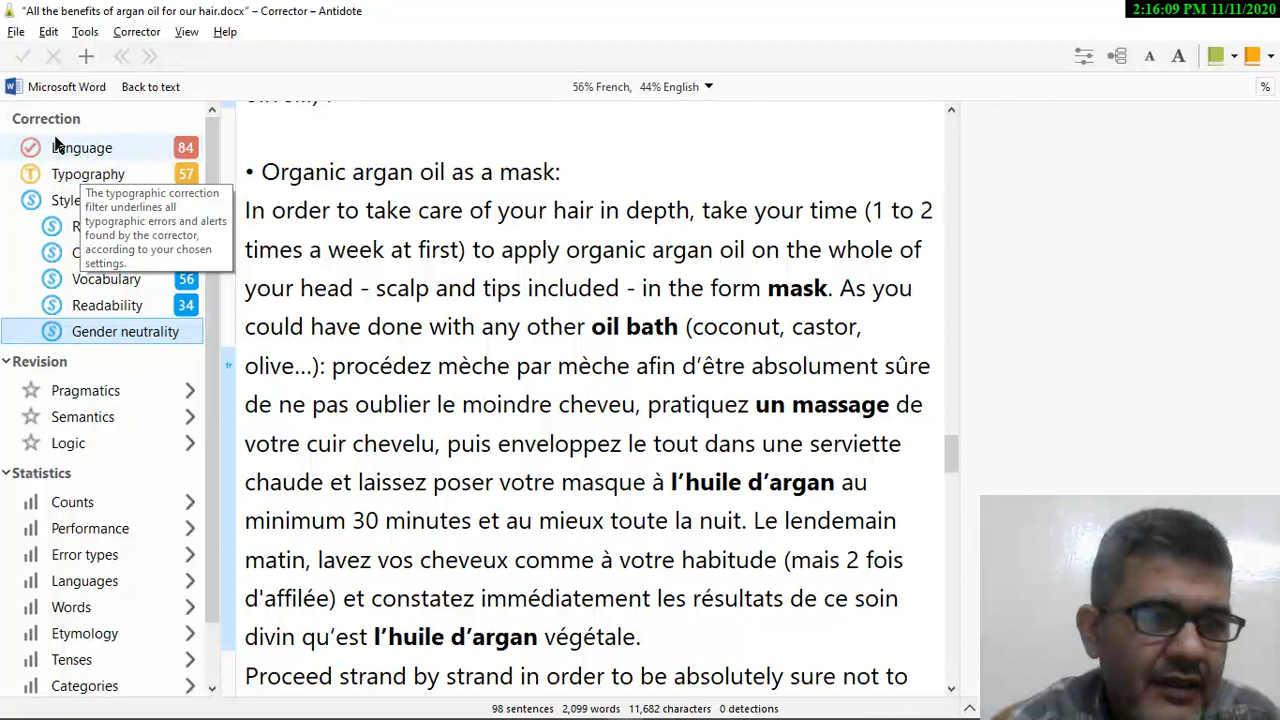 "All the benefits of argan oil for our hair.docx" – Corrector – Antidote
2:16:09 PM 11/11/2020
File Edit Tools Corrector View Help
A A
Microsoft Word Back to text
56% French, 44% English
%
Correction
Language 84
Typography 57
Style
The typographic correction
filter underlines all
typographic errors and alerts
found by the corrector,
according to your chosen
settings.
R
C
Vocabulary 56
Readability 34
Gender neutrality
Revision
Pragmatics
Semantics
Logic
Statistics
Counts
Performance
Error types
Languages
Words
Etymology
Tenses
Categories
fr
• Organic argan oil as a mask:
In order to take care of your hair in depth, take your time (1 to 2
times a week at first) to apply organic argan oil on the whole of
your head - scalp and tips included - in the form mask. As you
could have done with any other oil bath (coconut, castor,
olive...): procédez mèche par mèche afin d'être absolument sûre
de ne pas oublier le moindre cheveu, pratiquez un massage de
votre cuir chevelu, puis enveloppez le tout dans une serviette
chaude et laissez poser votre masque à l'huile d'argan au
minimum 30 minutes et au mieux toute la nuit. Le lendemain
matin, lavez vos cheveux comme à votre habitude (mais 2 fois
d'affilée) et constatez immédiatement les résultats de ce soin
divin qu'est l'huile d'argan végétale.
Proceed strand by strand in order to be absolutely sure not to
98 sentences 2,099 words 11,682 characters 0 detections